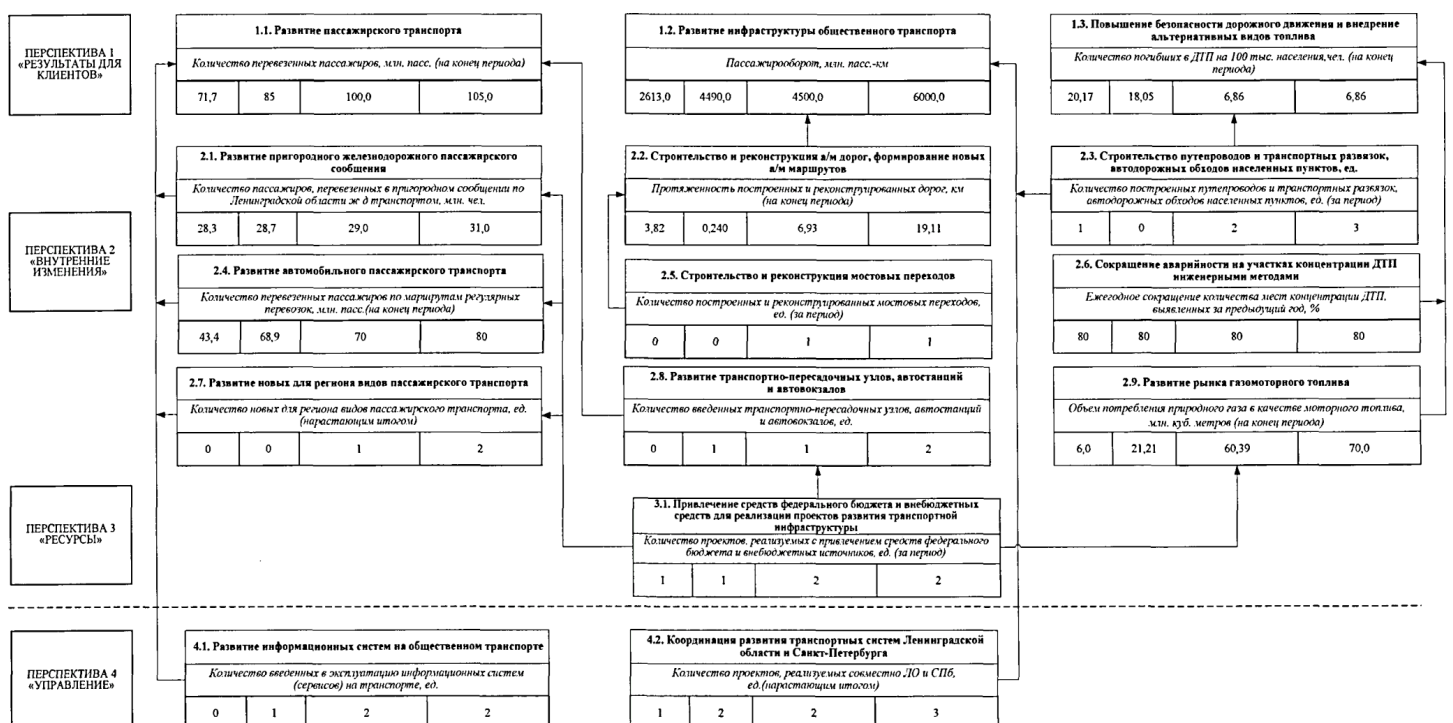 ПЕРСПЕКТИВА 1
«РЕЗУЛЬТАТЫ ДЛЯ
КЛИЕНТОВ»
1.1. Развитие пассажирского транспорта
Количество перевезенных пассажиров, млн. пасс. (на конец периода)
71,7 85 100,0 105,0
1.2. Развитие инфраструктуры общественного транспорта
Пассажирооборот, млн. пасс.-км
2613,0 4490,0 4500,0 6000,0
1.3. Повышение безопасности дорожного движения и внедрение
альтернативных видов топлива
Количество погибших в ДТП на 100 тыс. населения,чел. (на конец
периода)
20,17 18,05 6,86 6,86
ПЕРСПЕКТИВА 2
«ВНУТРЕННИЕ
ИЗМЕНЕНИЯ»
2.1. Развитие пригородного железнодорожного пассажирского
сообщения
Количество пассажиров, перевезенных в пригородном сообщении по
Ленинградской области ж д транспортом, млн. чел.
28,3 28,7 29,0 31,0
2.2. Строительство и реконструкция а/м дорог, формирование новых
а/м маршрутов
Протяженность построенных и реконструированных дорог, км
(на конец периода)
3,82 0,240 6,93 19,11
2.3. Строительство путепроводов и транспортных развязок,
автодорожных обходов населенных пунктов, ед.
Количество построенных путепроводов и транспортных развязок,
автодорожных обходов населенных пунктов, ед. (за период)
1 0 2 3
2.4. Развитие автомобильного пассажирского транспорта
Количество перевезенных пассажиров по маршрутам регулярных
перевозок, млн. пасс.(на конец периода)
43,4 68,9 70 80
2.5. Строительство и реконструкция мостовых переходов
Количество построенных и реконструированных мостовых переходов,
ед. (за период)
0 0 1 1
2.6. Сокращение аварийности на участках концентрации ДТП
инженерными методами
Ежегодное сокращение количества мест концентрации ДТП,
выявленных за предыдущий год, %
80 80 80 80
2.7. Развитие новых для региона видов пассажирского транспорта
Количество новых для региона видов пассажирского транспорта, ед.
(нарастающим итогом)
0 0 1 2
2.8. Развитие транспортно-пересадочных узлов, автостанций
и автовокзалов
Количество введенных транспортно-пересадочных узлов, автостанций
и автовокзалов, ед.
0 1 1 2
2.9. Развитие рынка газомоторного топлива
Объем потребления природного газа в качестве моторного топлива,
млн. куб. метров (на конец периода)
6,0 21,21 60,39 70,0
ПЕРСПЕКТИВА 3
«РЕСУРСЫ»
3.1. Привлечение средств федерального бюджета и внебюджетных
средств для реализации проектов развития транспортной
инфраструктуры
Количество проектов, реализуемых с привлечением средств федерального
бюджета и внебюджетных источников, ед. (за период)
1 1 2 2
ПЕРСПЕКТИВА 4
«УПРАВЛЕНИЕ»
4.1. Развитие информационных систем на общественном транспорте
Количество введенных в эксплуатацию информационных систем
(сервисов) на транспорте, ед.
0 1 2 2
4.2. Координация развития транспортных систем Ленинградской
области и Санкт-Петербурга
Количество проектов, реализуемых совместно ЛО и СПб,
ед.(нарастающим итогом)
1 2 2 3